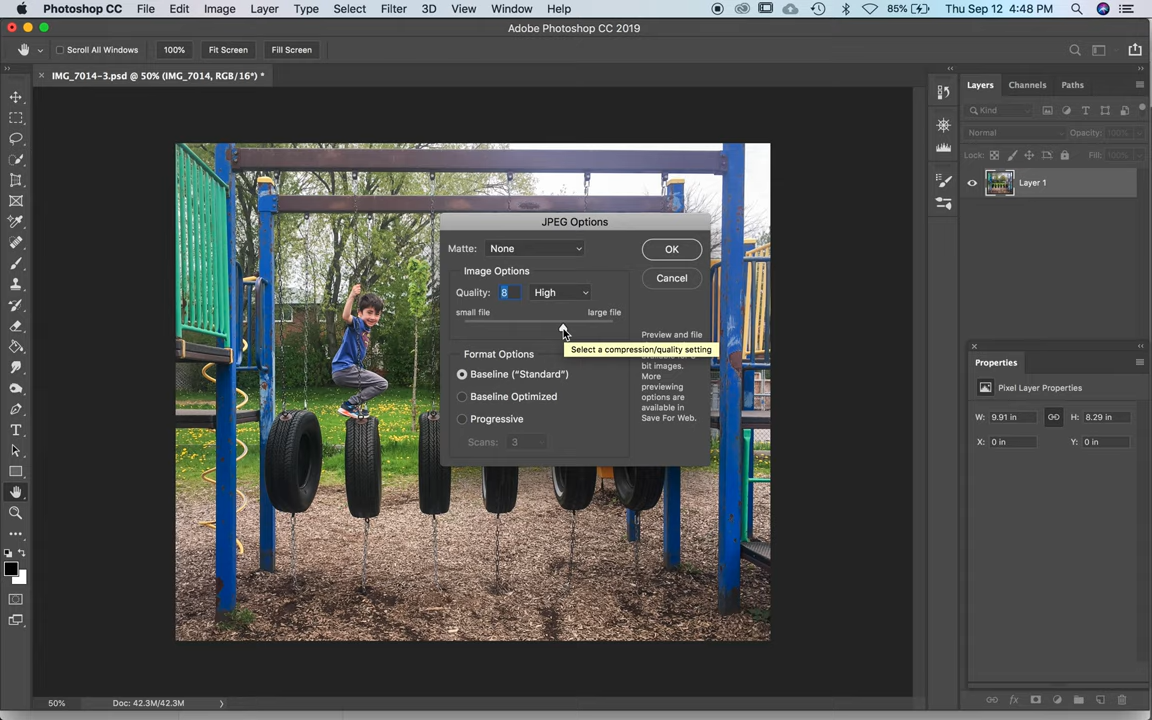 Photoshop CC File Edit Image Layer Type Select Filter 3D View Window Help 85% Thu Sep 12 4:48 PM
Adobe Photoshop CC 2019
Scroll All Windows 100% Fit Screen Fill Screen
IMG_7014-3.psd @ 50% (IMG_7014, RGB/16*) *
Layers Channels Paths
Kind
Normal Opacity: 100%
Lock: Fill: 100%
Layer 1
JPEG Options
Matte: None OK
Image Options
Cancel
Quality: 8 High
small file large file
Preview and file
Select a compression/quality setting
bit images.
More
previewing
options are
available in
Save For Web.
Format Options
Baseline ("Standard")
Baseline Optimized
Progressive
Scans: 3
Properties
Pixel Layer Properties
W: 9.91 in H: 8.29 in
X: 0 in Y: 0 in
50% Doc: 42.3M/42.3M